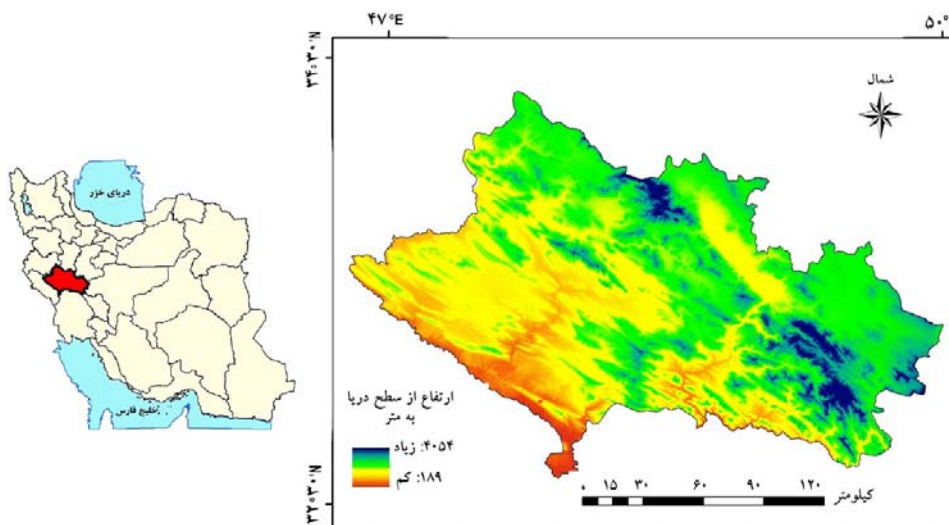 ۴۷°E
۵۰°
۳۴:۳۰'N
۳۲:۳۰'N
شمال
دریای خزر
خلیج فارس
ارتفاع از سطح دریا
به متر
زیاد :۴۰۵۴
کم :۱۸۹
۰ ۱۵ ۳۰ ۶۰ ۹۰ ۱۲۰
کیلومتر